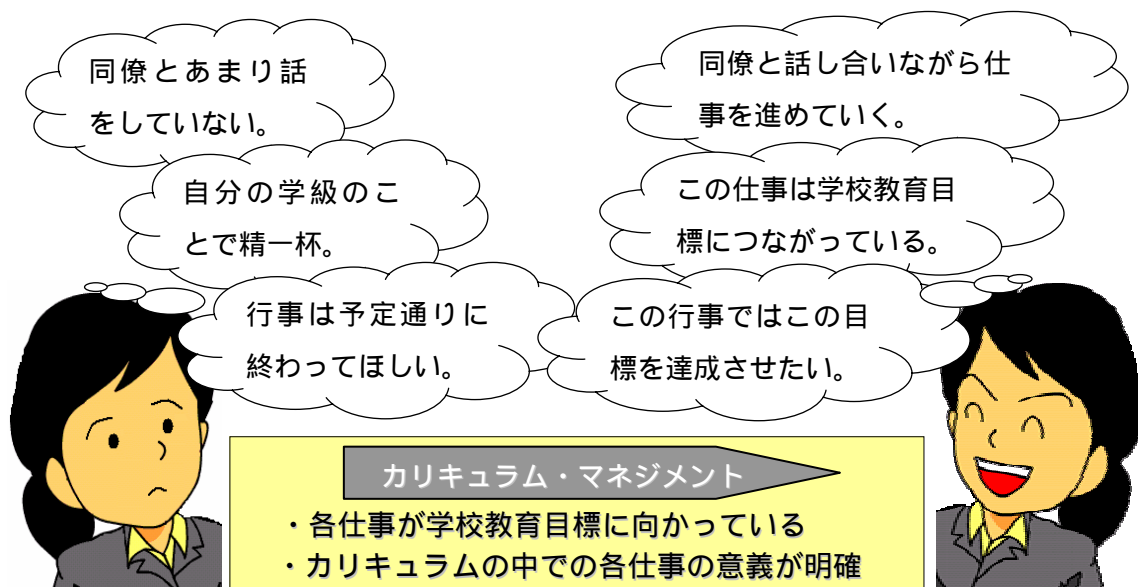 同僚とあまり話
をしていない。
自分の学級のこ
とで精一杯。
行事は予定通りに
終わってほしい。
同僚と話し合いながら仕
事を進めていく。
この仕事は学校教育目
標につながっている。
この行事ではこの目
標を達成させたい。
カリキュラム・マネジメント
・各仕事が学校教育目標に向かっている
・カリキュラムの中での各仕事の意義が明確